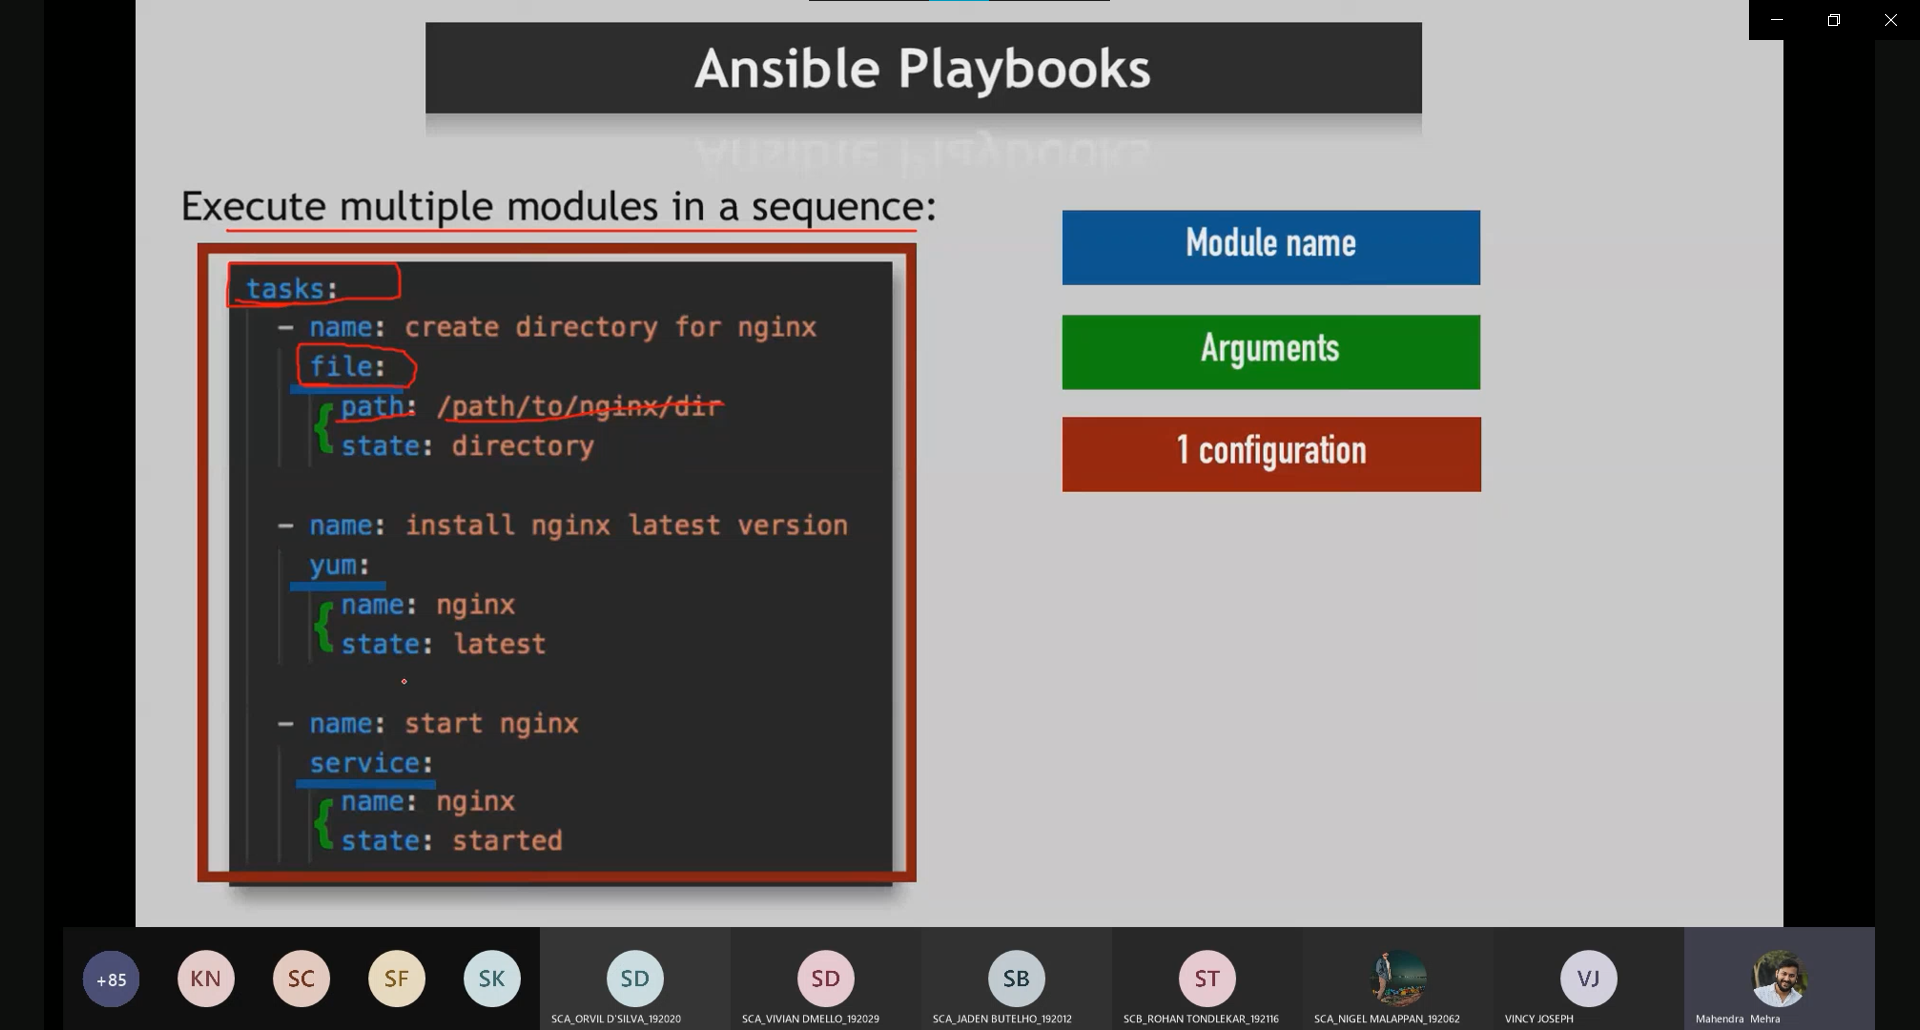 Ansible Playbooks
Execute multiple modules in a sequence:
tasks:
– name: create directory for nginx
file:
path: /path/to/nginx/dir
state: directory
– name: install nginx latest version
yum:
name: nginx
state: latest
– name: start nginx
service:
name: nginx
state: started
Module name
Arguments
1 configuration
+85
KN
SC
SF
SK
SD
SCA_ORVIL D'SILVA_192020
SD
SCA_VIVIAN DMELLO_192029
SB
SCA_JADEN BUTELHO_192012
ST
SCB_ROHAN TONDLEKAR_192116
SCA_NIGEL MALAPPAN_192062
VJ
VINCY JOSEPH
Mahendra Mehra